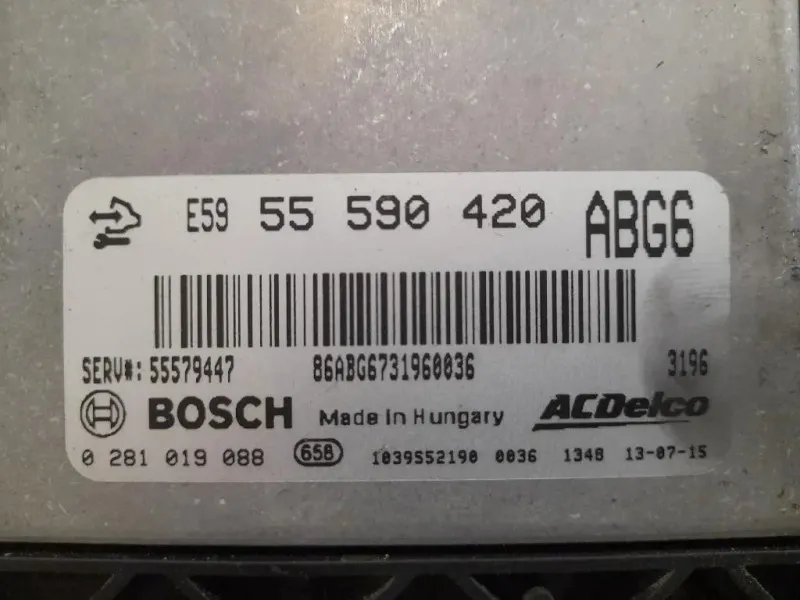 E59 55 590 420 ABG6
SERV#: 55579447 86ABG6731960036 3196
BOSCH Made in Hungary ACDelco
0 281 019 088 658 1039S52190 0036 1348 13-07-15